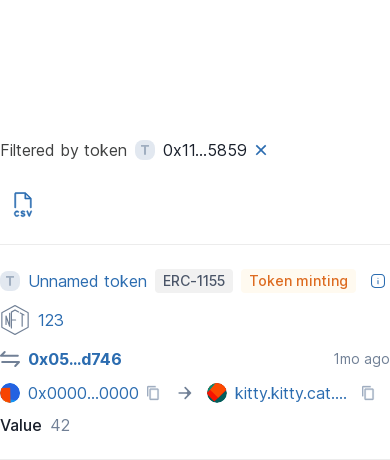 Filtered by token T 0x11...5859
CSV
T Unnamed token ERC-1155 Token minting
NFT 123
0x05...d746 1mo ago
0x0000...0000 kitty.kitty.cat....
Value 42